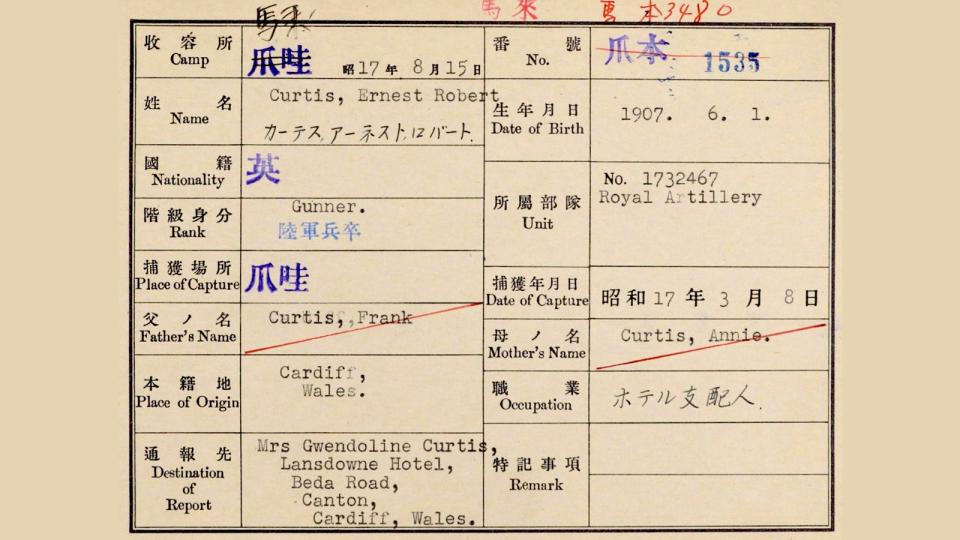 馬来
馬來
馬本3480
收容所
Camp
爪哇
昭17年 8月15日
番號
No.
爪本 1535
姓名
Name
Curtis, Ernest Robert
カーテス,アーネスト,ロバート.
生年月日
Date of Birth
1907. 6. 1.
國籍
Nationality
英
階級身分
Rank
Gunner.
陸軍兵卒
所屬部隊
Unit
No. 1732467
Royal Artillery
捕獲場所
Place of Capture
爪哇
捕獲年月日
Date of Capture
昭和17年 3月 8日
父ノ名
Father's Name
Curtis, Frank
母ノ名
Mother's Name
Curtis, Annie.
本籍地
Place of Origin
Cardiff,
Wales.
職業
Occupation
ホテル支配人.
通報先
Destination
of
Report
Mrs Gwendoline Curtis,
Lansdowne Hotel,
Beda Road,
Canton,
Cardiff, Wales.
特記事項
Remark